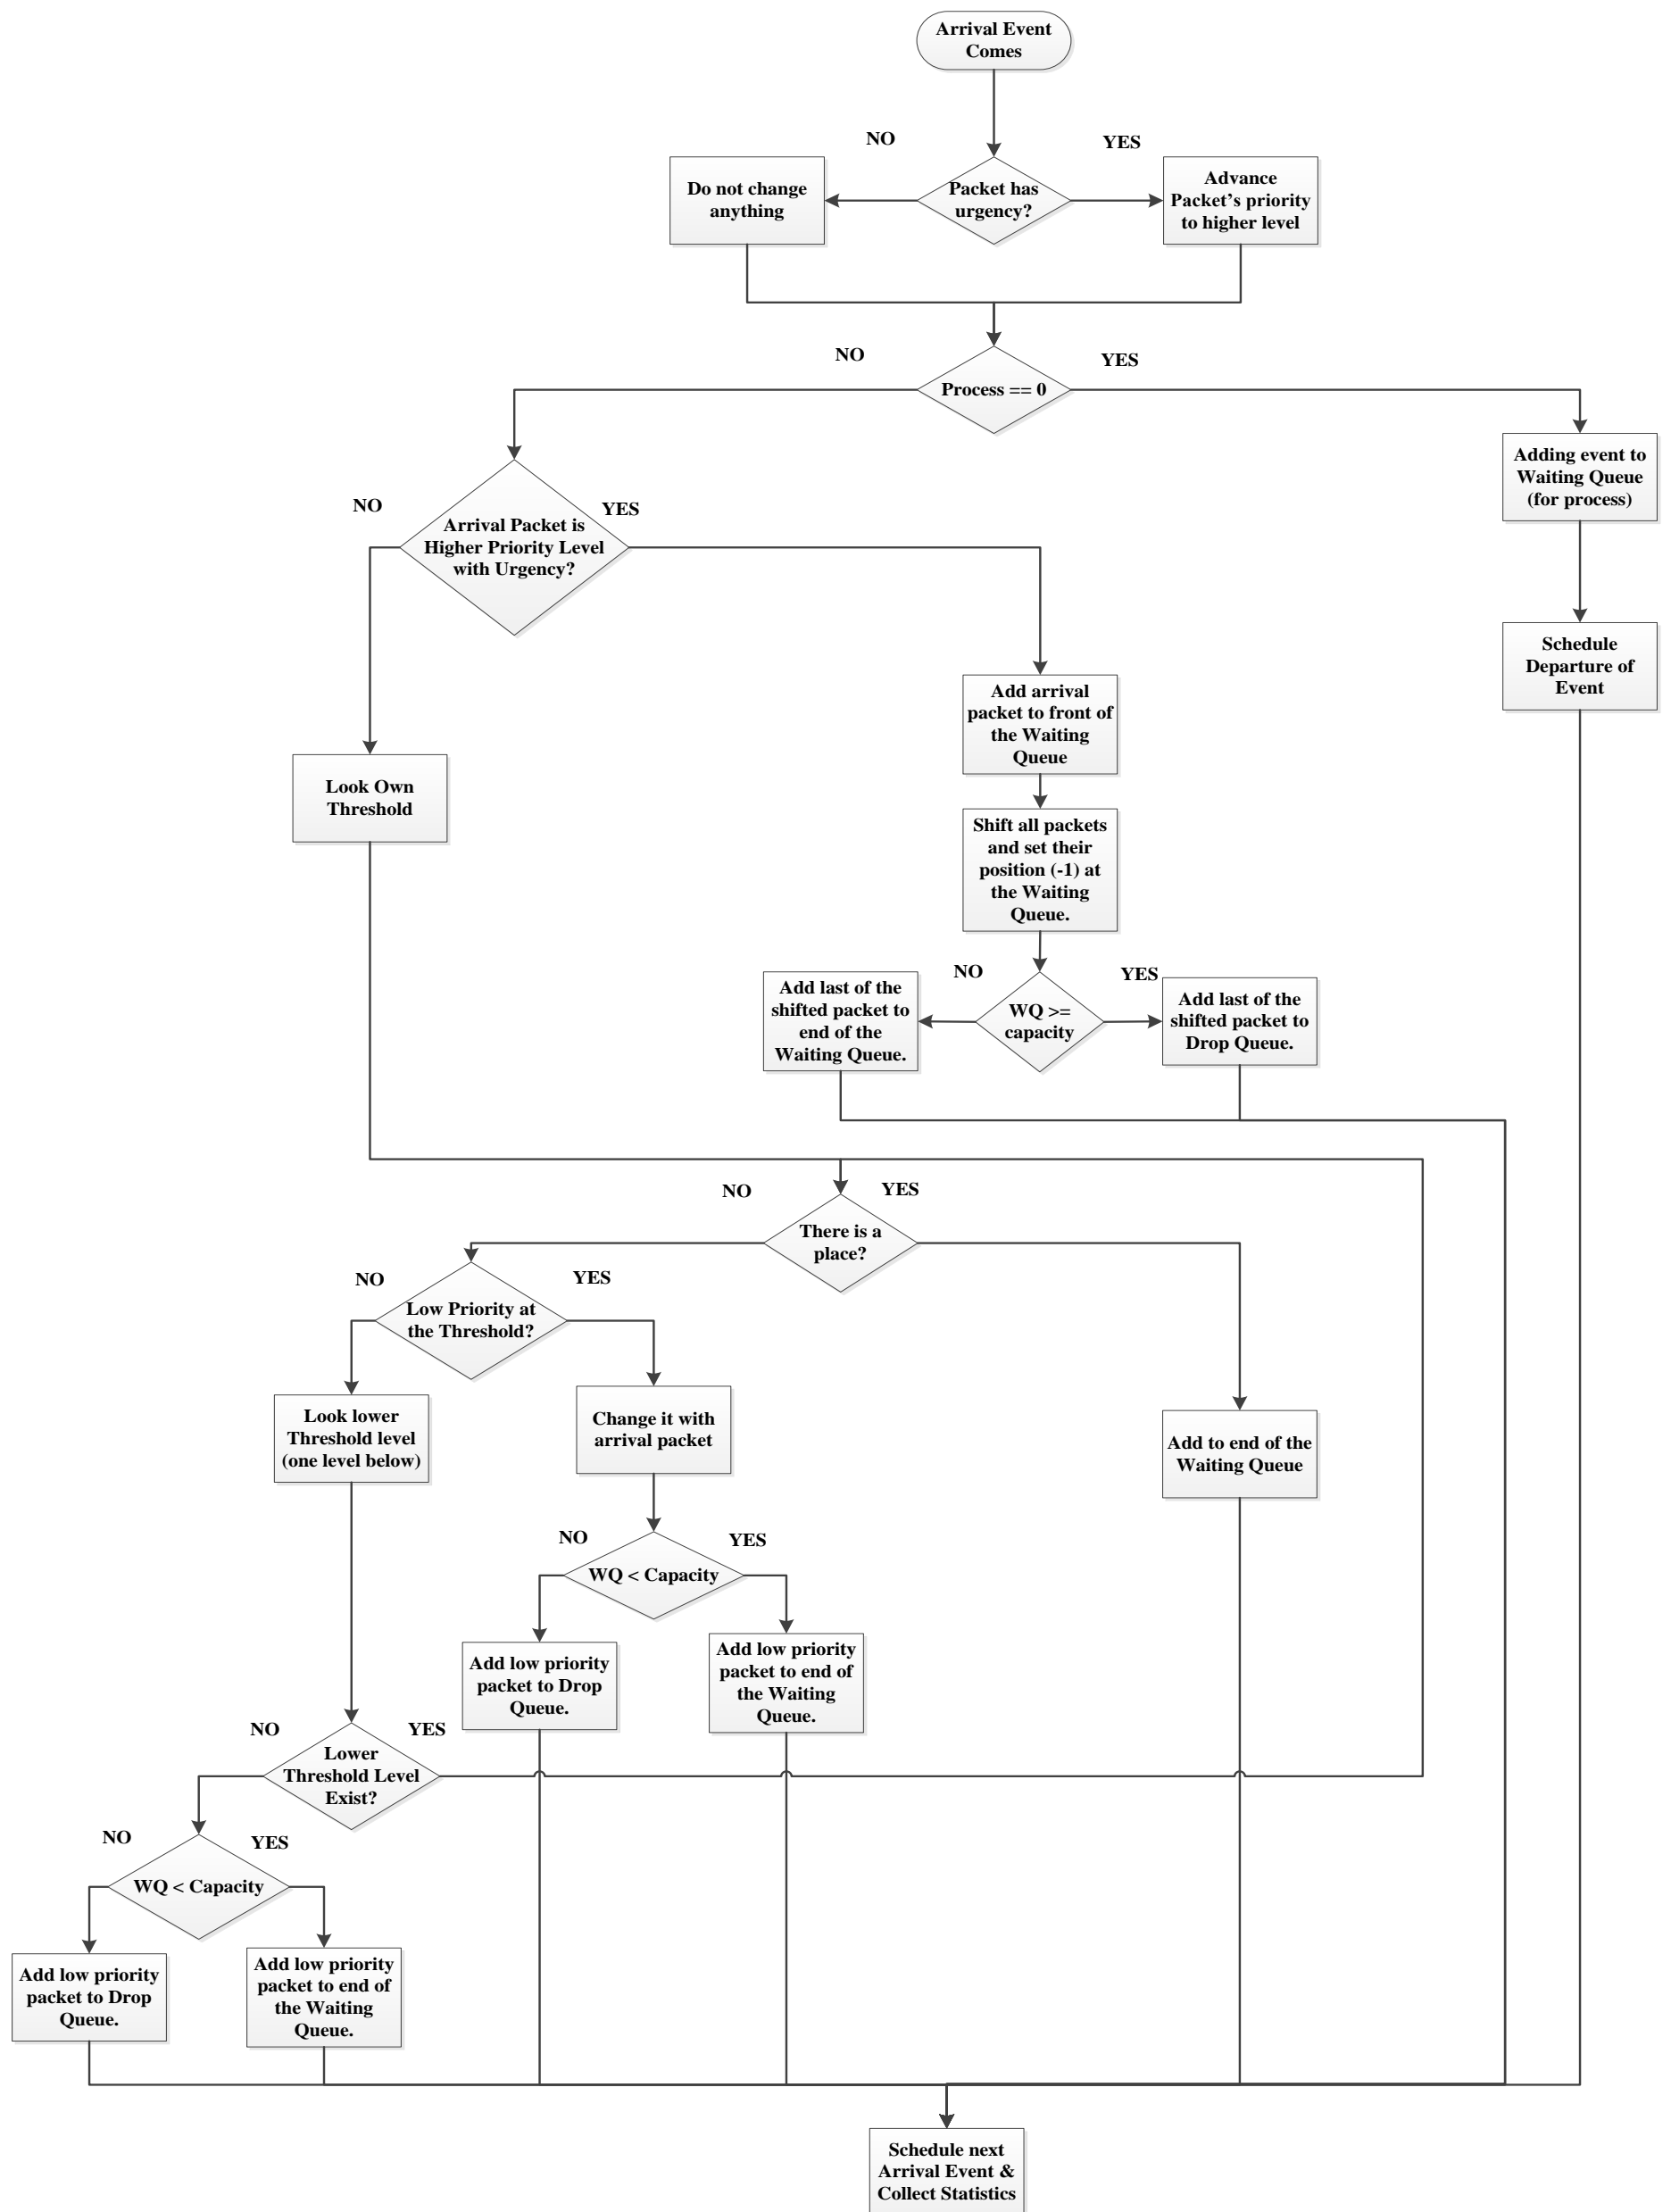 Arrival Event
Comes
NO
YES
Do not change
anything
Packet has
urgency?
Advance
Packet's priority
to higher level
NO
YES
Process == 0
Adding event to
Waiting Queue
(for process)
NO
YES
Arrival Packet is
Higher Priority Level
with Urgency?
Schedule
Departure of
Event
Add arrival
packet to front of
the Waiting
Queue
Look Own
Threshold
Shift all packets
and set their
position (-1) at
the Waiting
Queue.
NO
YES
Add last of the
shifted packet to
end of the
Waiting Queue.
WQ >=
capacity
Add last of the
shifted packet to
Drop Queue.
NO
YES
There is a
place?
NO
YES
Low Priority at
the Threshold?
Look lower
Threshold level
(one level below)
Change it with
arrival packet
Add to end of the
Waiting Queue
NO
YES
WQ < Capacity
Add low priority
packet to Drop
Queue.
Add low priority
packet to end of
the Waiting
Queue.
NO
YES
Lower
Threshold Level
Exist?
NO
YES
WQ < Capacity
Add low priority
packet to Drop
Queue.
Add low priority
packet to end of
the Waiting
Queue.
Schedule next
Arrival Event &
Collect Statistics